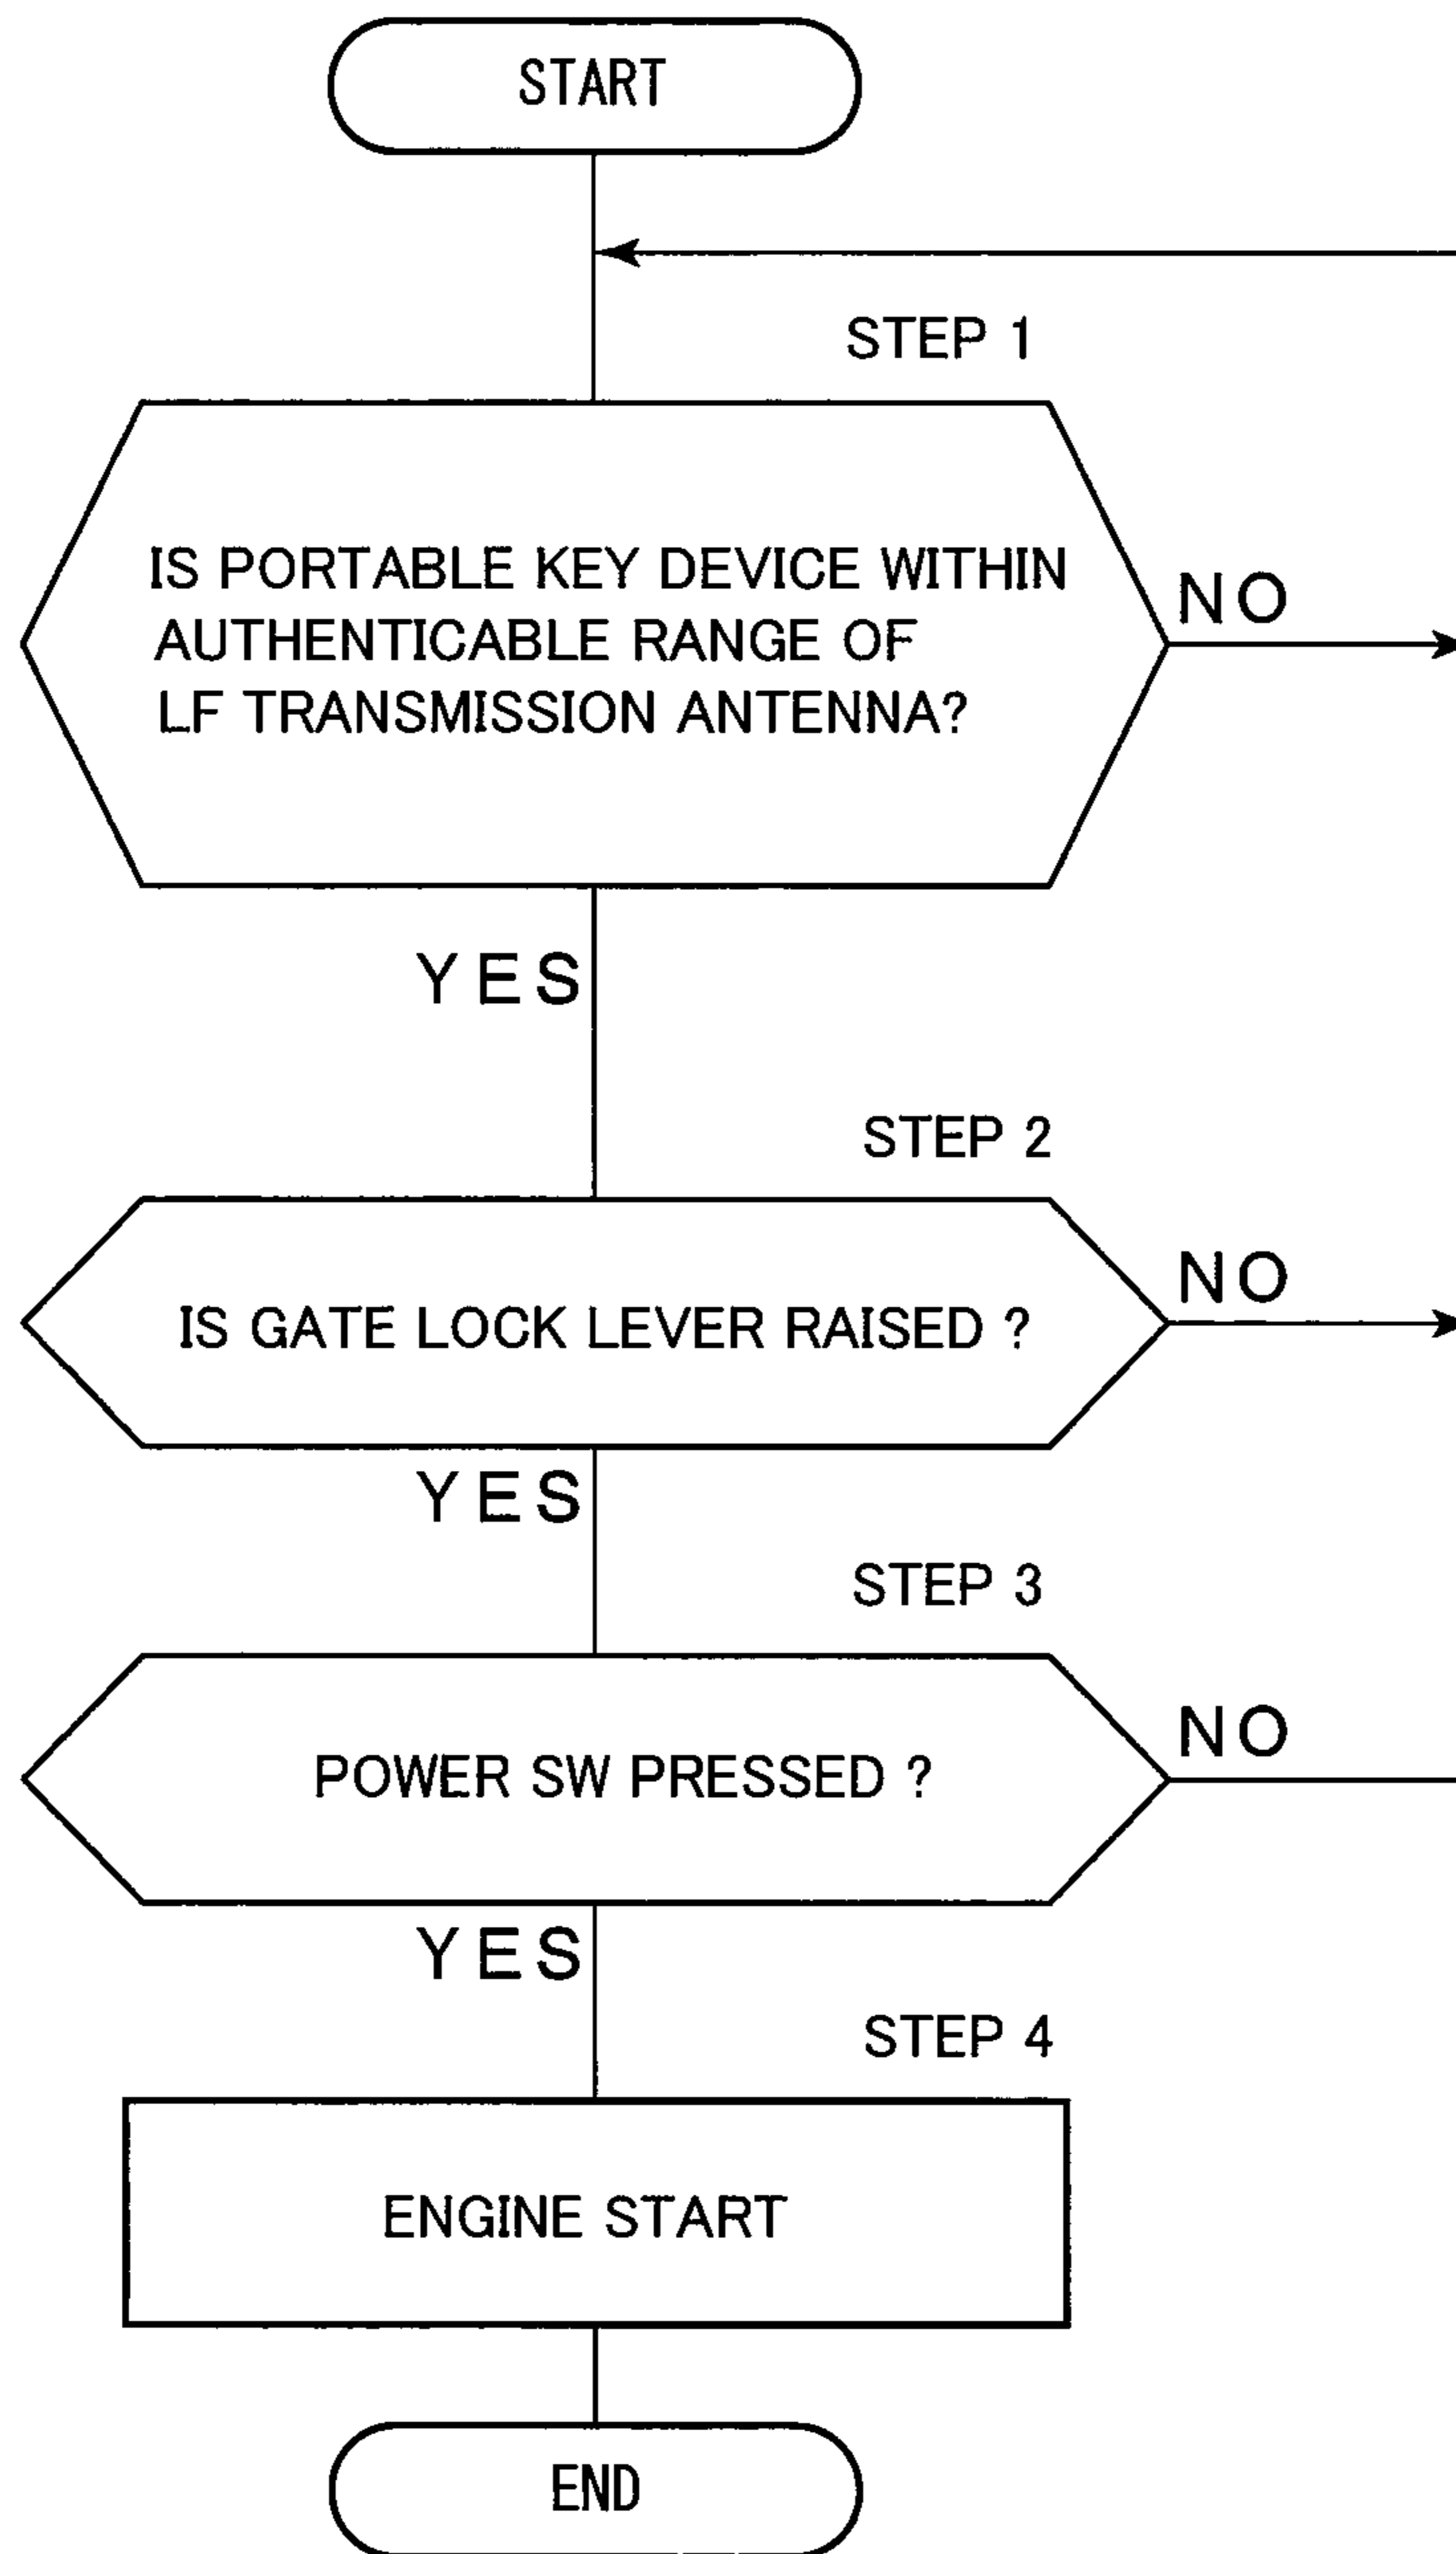 START
STEP 1
IS PORTABLE KEY DEVICE WITHIN
AUTHENTICABLE RANGE OF
LF TRANSMISSION ANTENNA?
NO
YES
STEP 2
IS GATE LOCK LEVER RAISED ?
NO
YES
STEP 3
POWER SW PRESSED ?
NO
YES
STEP 4
ENGINE START
END